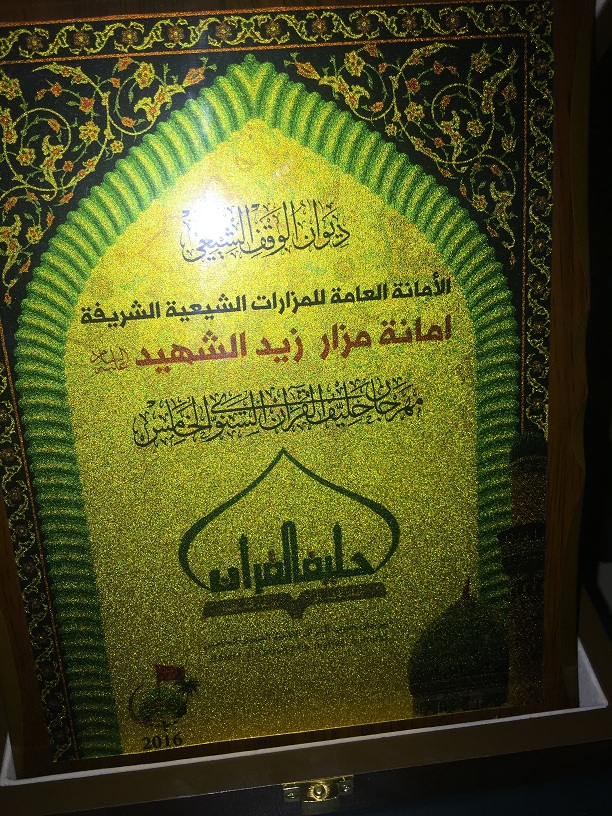 ديوان الوقف الشيعي
الأمانة العامة للمزارات الشيعية الشريفة
امانة مزار زيد الشهيد عليه السلام
مهرجان حليف القرآن السنوي الخامس
حليف القرآن
2016